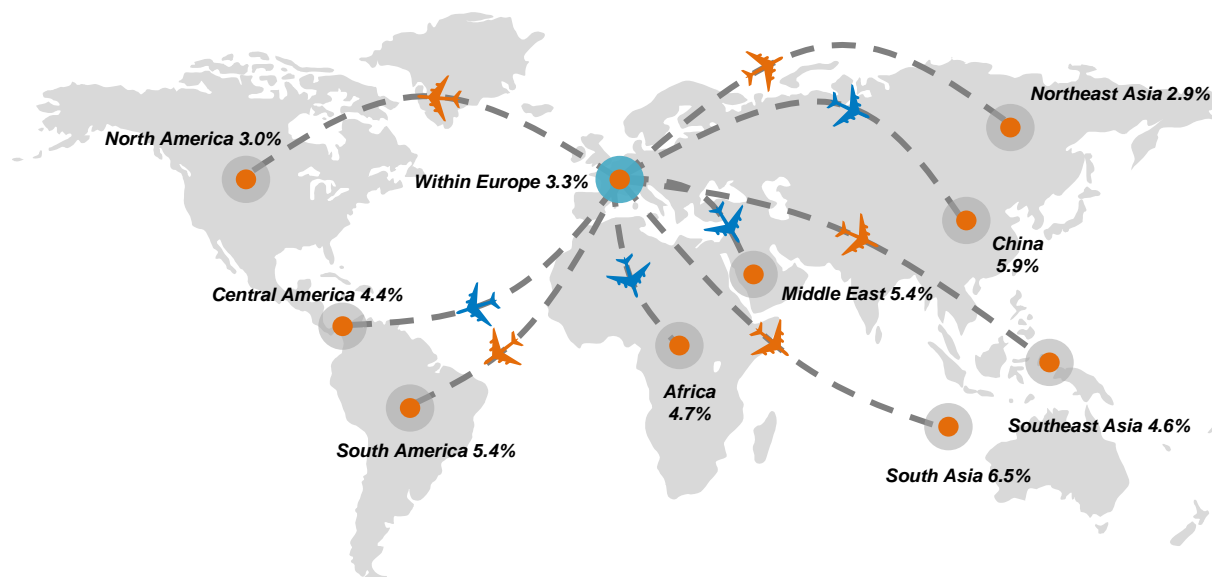 Northeast Asia 2.9%
North America 3.0%
Within Europe 3.3%
China
5.9%
Central America 4.4%
Middle East 5.4%
Africa
4.7%
Southeast Asia 4.6%
South America 5.4%
South Asia 6.5%